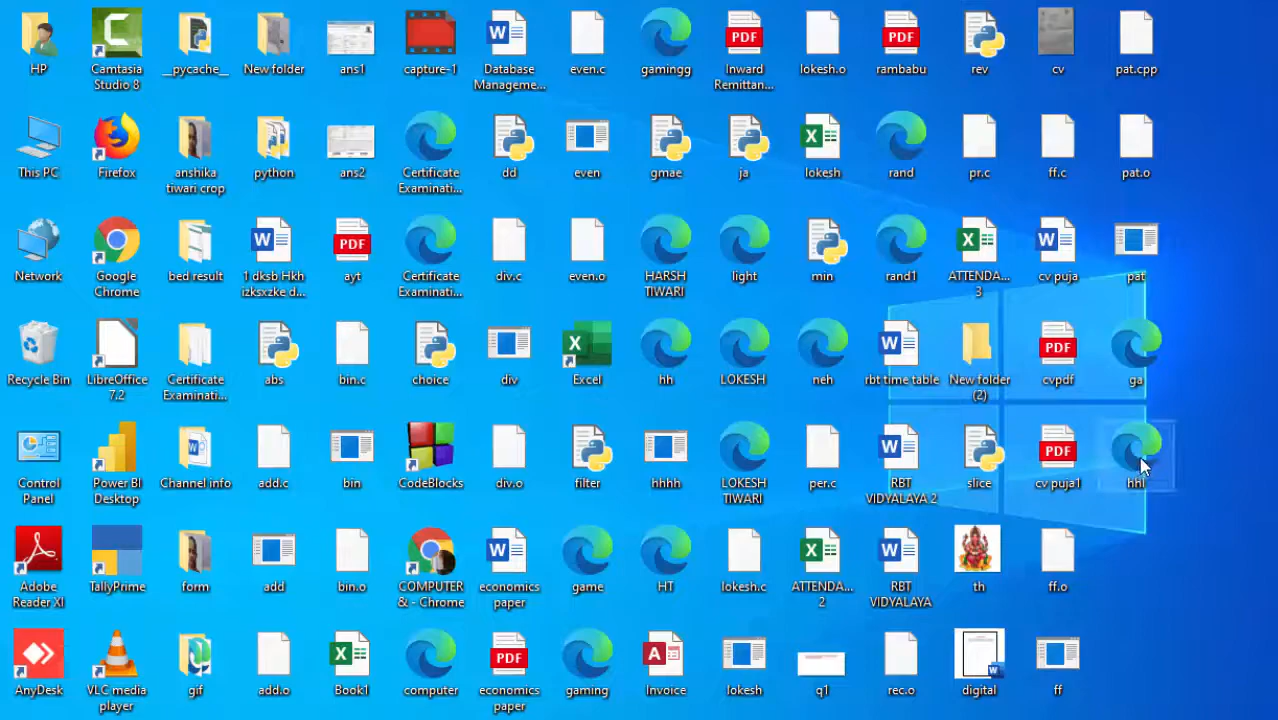 HP
Camtasia
Studio 8
__pycache__
New folder
ans1
capture-1
Database
Manageme...
even.c
gamingg
Inward
Remittan...
lokesh.o
rambabu
rev
cv
pat.cpp
This PC
Firefox
anshika
tiwari crop
python
ans2
Certificate
Examinati...
dd
even
gmae
ja
lokesh
rand
pr.c
ff.c
pat.o
Network
Google
Chrome
bed result
1 dksb Hkh
izksxzke d...
ayt
Certificate
Examinati...
div.c
even.o
HARSH
TIWARI
light
min
rand1
ATTENDA...
3
cv puja
pat
Recycle Bin
LibreOffice
7.2
Certificate
Examinati...
abs
bin.c
choice
div
Excel
hh
LOKESH
neh
rbt time table
New folder
(2)
cvpdf
ga
Control
Panel
Power BI
Desktop
Channel info
add.c
bin
CodeBlocks
div.o
filter
hhhh
LOKESH
TIWARI
per.c
RBT
VIDYALAYA 2
slice
cv puja1
Adobe
Reader XI
TallyPrime
form
add
bin.o
COMPUTER
& - Chrome
economics
paper
game
HT
lokesh.c
ATTENDA...
2
RBT
VIDYALAYA
th
ff.o
AnyDesk
VLC media
player
gif
add.o
Book1
computer
economics
paper
gaming
Invoice
lokesh
q1
rec.o
digital
ff